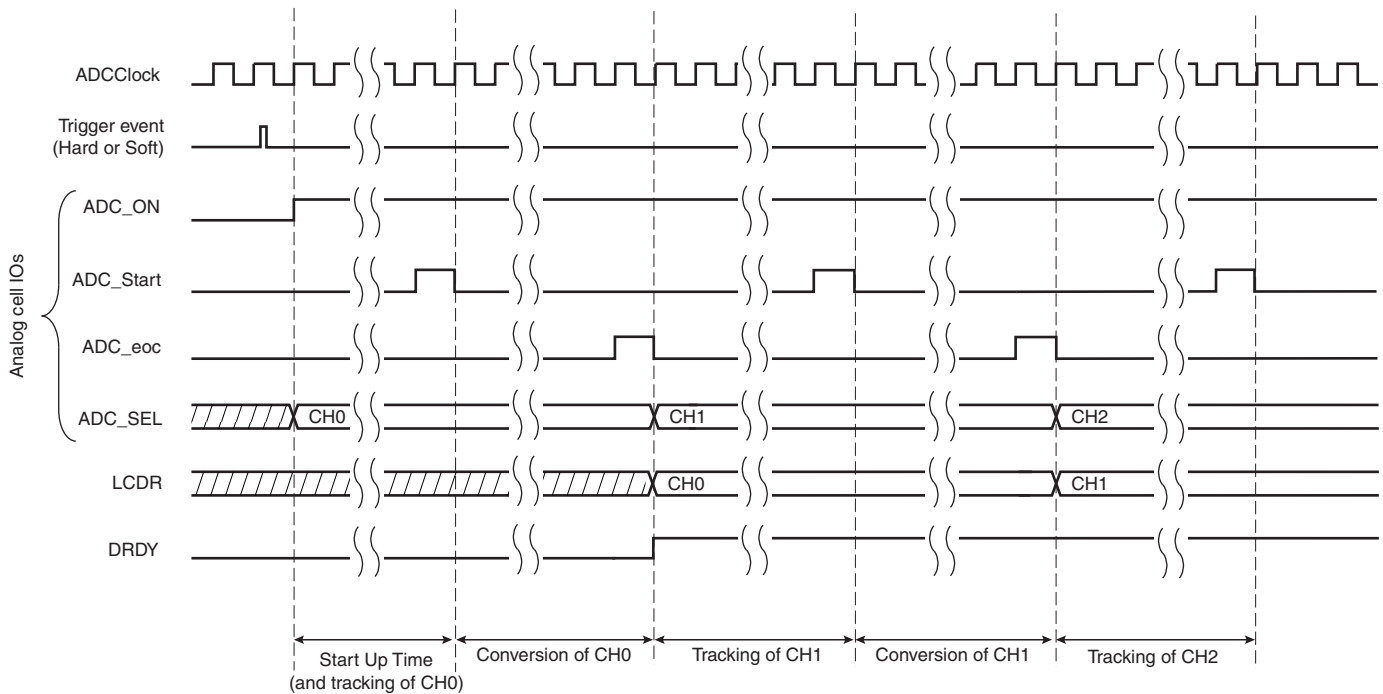 ADCClock
Trigger event
(Hard or Soft)
Analog cell IOs
ADC_ON
ADC_Start
ADC_eoc
ADC_SEL
CH0
CH1
CH2
LCDR
CH0
CH1
DRDY
Start Up Time
(and tracking of CH0)
Conversion of CH0
Tracking of CH1
Conversion of CH1
Tracking of CH2